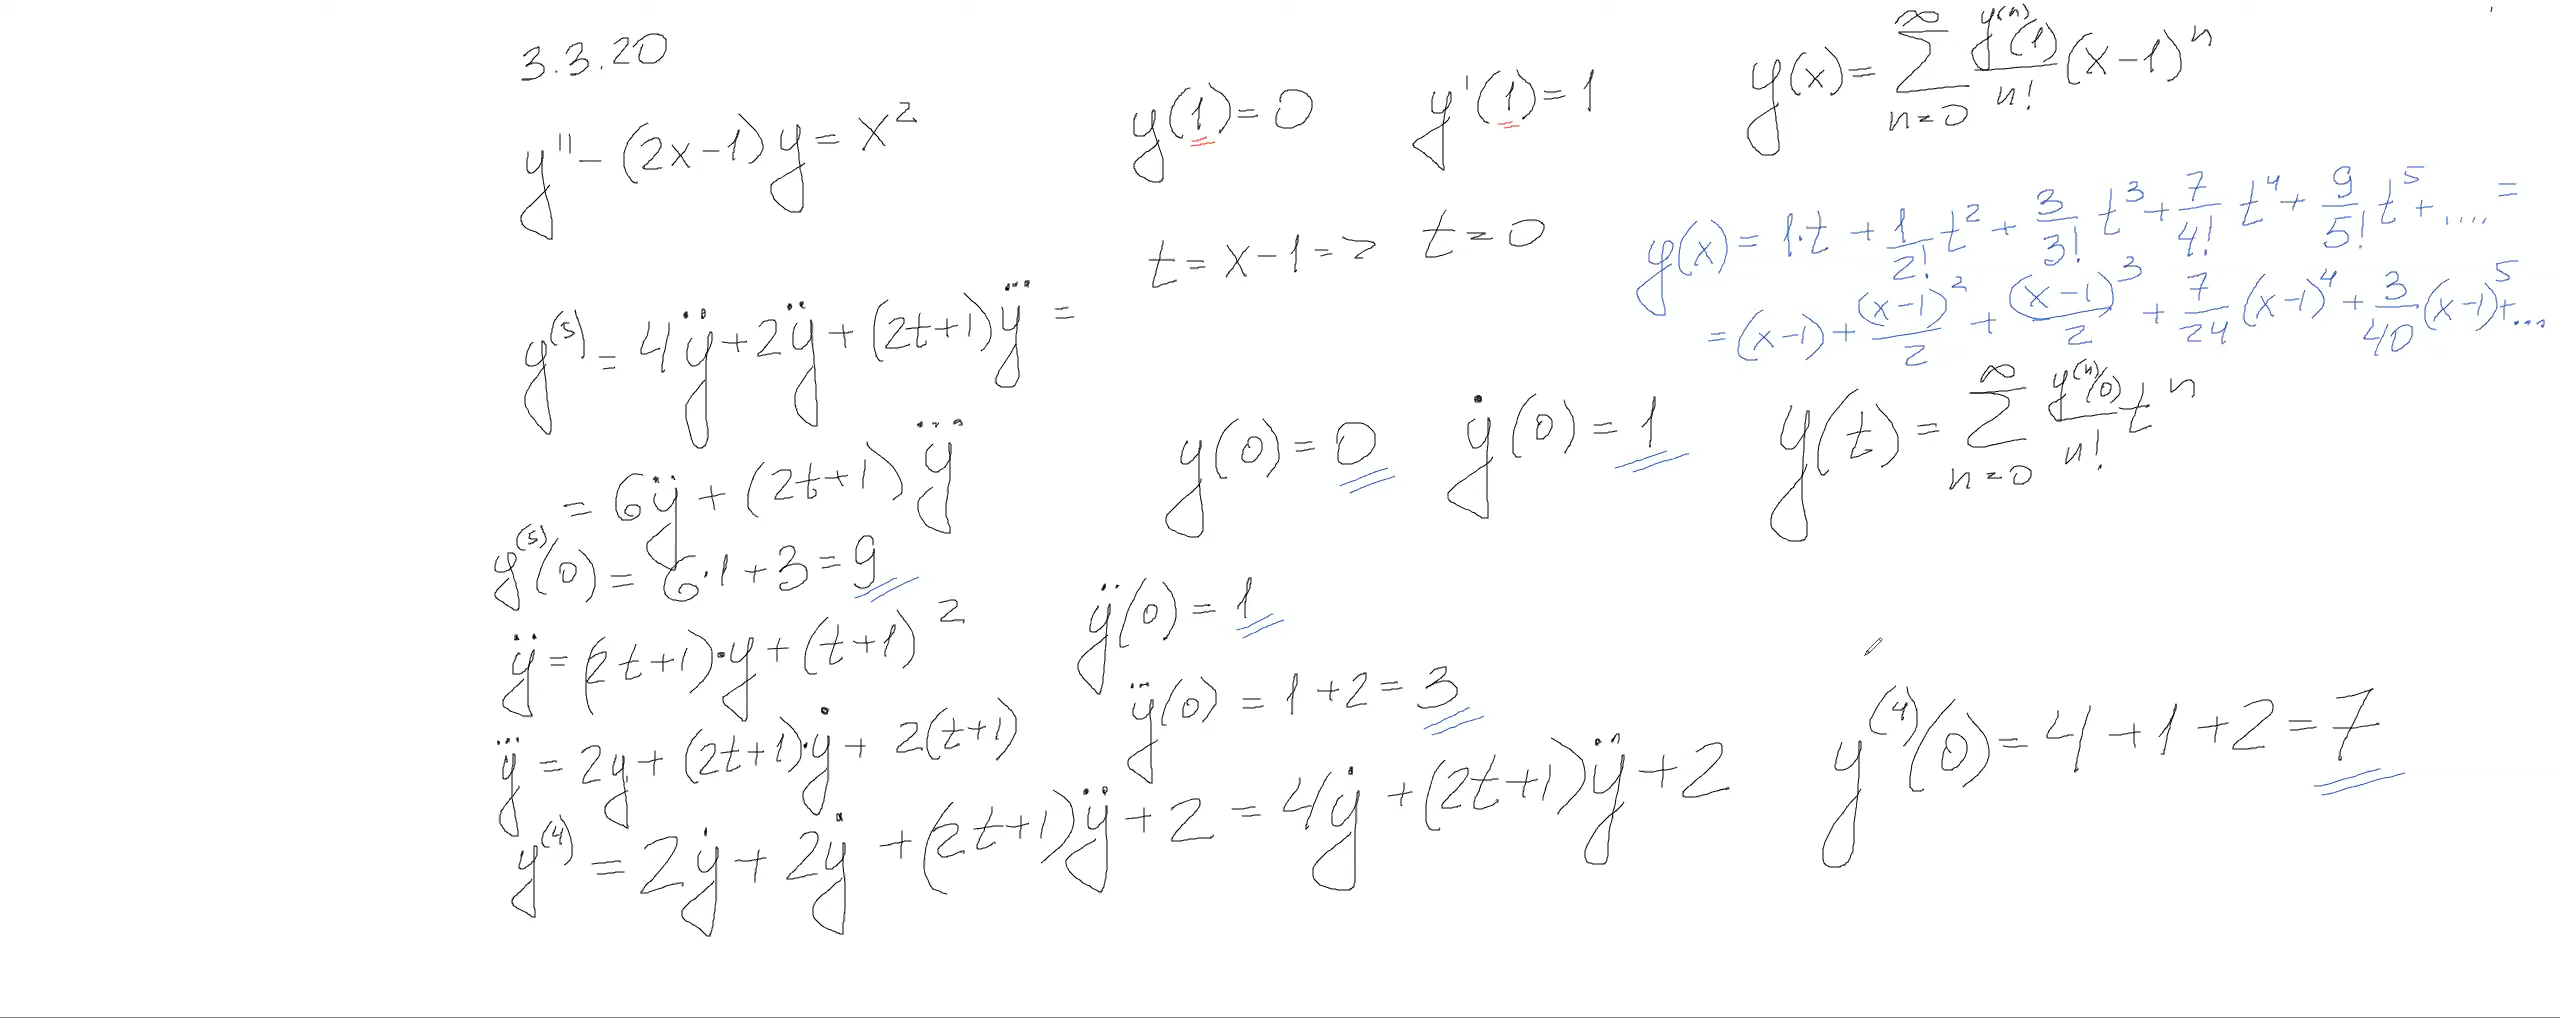 3.3.20
y'' - (2x-1)y = x²
y(1) = 0   y'(1) = 1
y(x) = ∑_{n=0}^{∞} y⁽ⁿ⁾(1)/n! (x-1)ⁿ
t = x-1 => t = 0
y(x) = 1·t + 1/2! t² + 3/3! t³ + 7/4! t⁴ + 9/5! t⁵ + .... =
= (x-1) + (x-1)²/2 + (x-1)³/2 + 7/24 (x-1)⁴ + 3/40 (x-1)⁵ + ...
y⁽⁵⁾ = 4ÿ + 2ÿ + (2t+1)y⃛ =
= 6ÿ + (2t+1)y⃛
y(0) = 0   ẏ(0) = 1
y(t) = ∑_{n=0}^{∞} y⁽ⁿ⁾(0)/n! tⁿ
y⁽⁵⁾(0) = 6·1 + 3 = 9
ÿ = (2t+1)·y + (t+1)²
ÿ(0) = 1
y⃛ = 2y + (2t+1)·ẏ + 2(t+1)
y⃛(0) = 1 + 2 = 3
y⁽⁴⁾ = 2ẏ + 2ẏ + (2t+1)ÿ + 2 = 4ẏ + (2t+1)ÿ + 2
y⁽⁴⁾(0) = 4 + 1 + 2 = 7